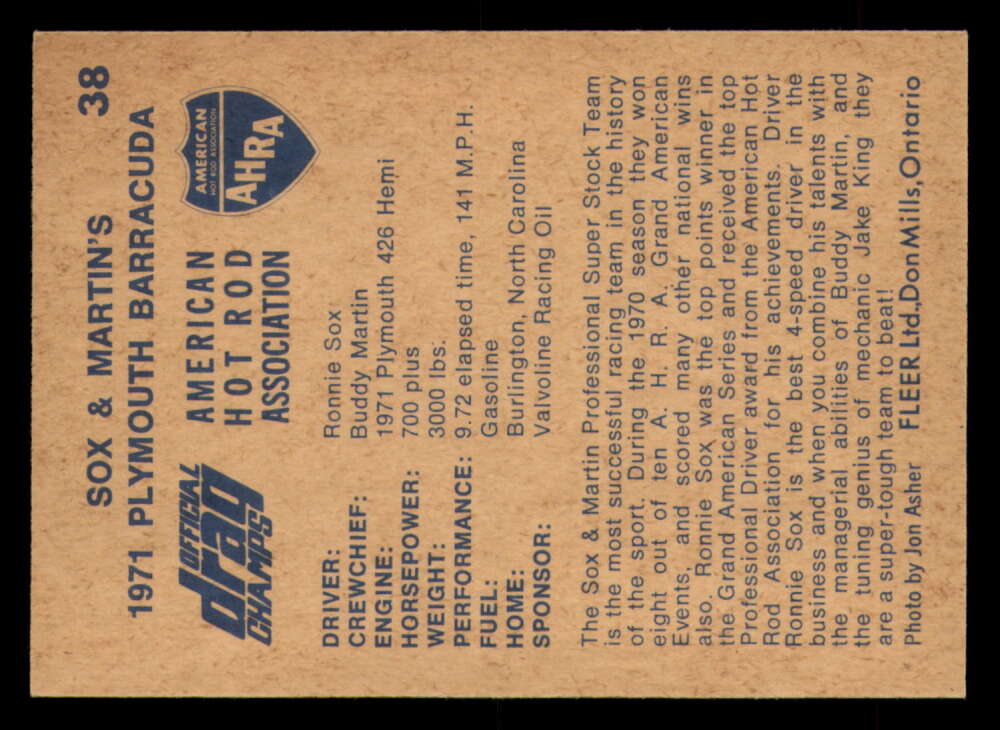 SOX & MARTIN'S 38
1971 PLYMOUTH BARRACUDA
OFFICIAL
drag
CHAMPS
AMERICAN
HOT ROD
ASSOCIATION
AMERICAN
HOT ROD ASSOCIATION
AHRA
DRIVER: Ronnie Sox
CREWCHIEF: Buddy Martin
ENGINE: 1971 Plymouth 426 Hemi
HORSEPOWER: 700 plus
WEIGHT: 3000 lbs.
PERFORMANCE: 9.72 elapsed time, 141 M.P.H.
FUEL: Gasoline
HOME: Burlington, North Carolina
SPONSOR: Valvoline Racing Oil
The Sox & Martin Professional Super Stock Team
is the most successful racing team in the history
of the sport. During the 1970 season they won
eight out of ten A. H. R. A. Grand American
Events, and scored many other national wins
also. Ronnie Sox was the top points winner in
the Grand American Series and received the top
Professional Driver award from the American Hot
Rod Association for his achievements. Driver
Ronnie Sox is the best 4-speed driver in the
business and when you combine his talents with
the managerial abilities of Buddy Martin, and
the tuning genius of mechanic Jake King they
are a super-tough team to beat!
Photo by Jon Asher FLEER Ltd., Don Mills, Ontario